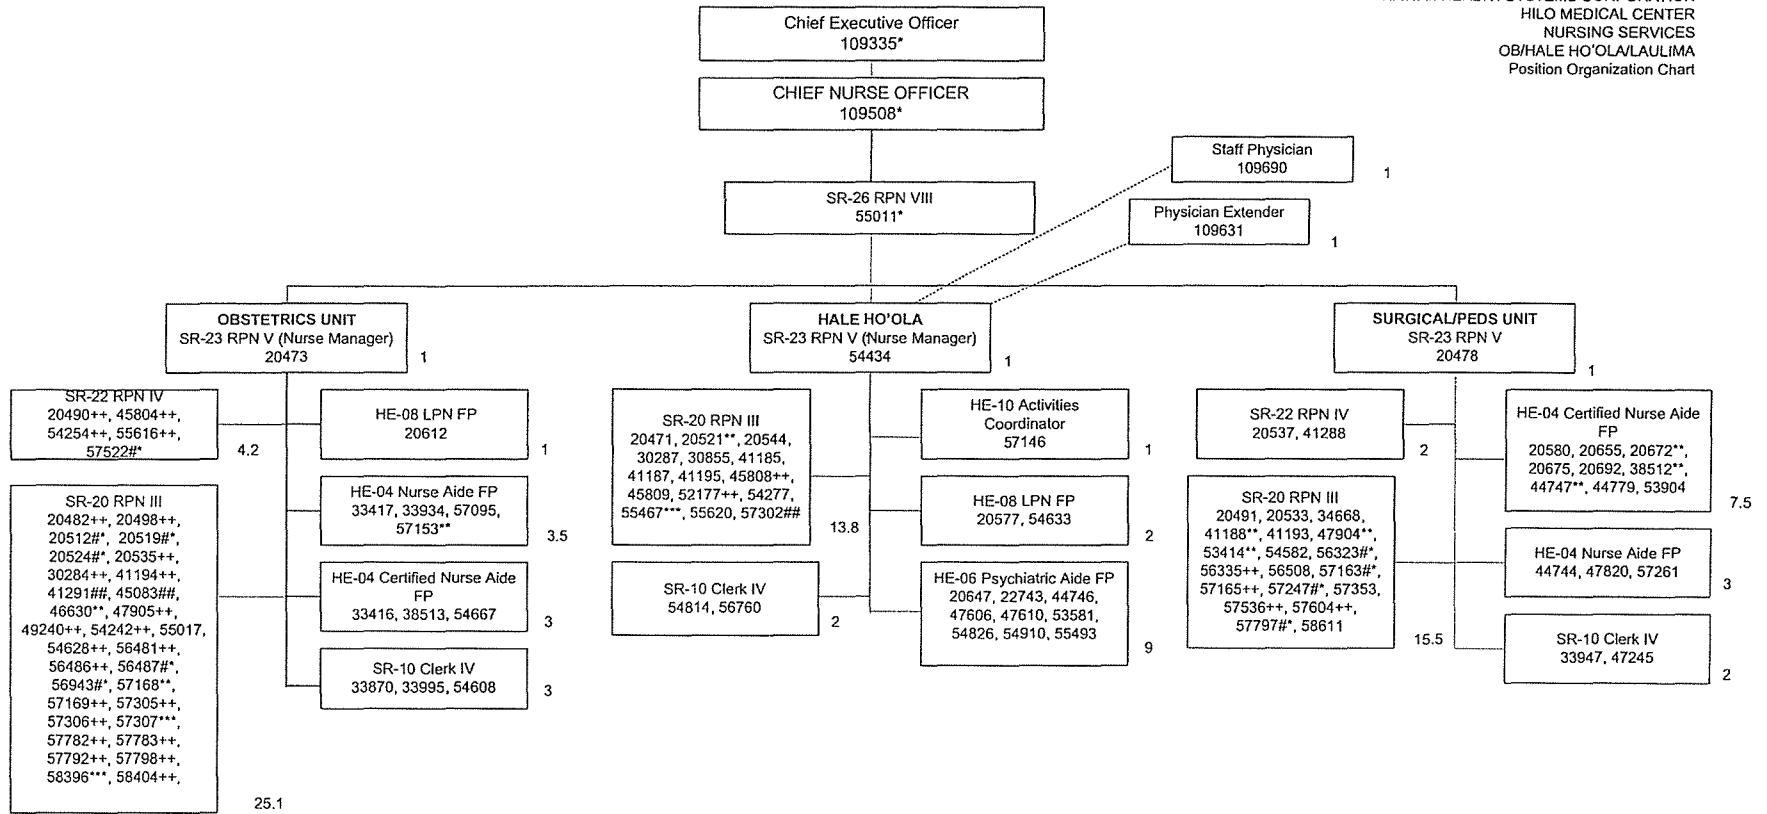 HILO MEDICAL CENTER
NURSING SERVICES
OB/HALE HO'OLA/LAULIMA
Position Organization Chart
Chief Executive Officer
109335*
CHIEF NURSE OFFICER
109508*
Staff Physician
109690
1
SR-26 RPN VIII
55011*
Physician Extender
109631
1
OBSTETRICS UNIT
SR-23 RPN V (Nurse Manager)
20473
1
SR-22 RPN IV
20490++, 45804++,
54254++, 55616++,
57522#*
4.2
SR-20 RPN III
20482++, 20498++,
20512#*, 20519#*,
20524#*, 20535++,
30284++, 41194++,
41291##, 45083##,
46630**, 47905++,
49240++, 54242++, 55017,
54628++, 56481++,
56486++, 56487#*,
56943#*, 57168**,
57169++, 57305++,
57306++, 57307***,
57782++, 57783++,
57792++, 57798++,
58396***, 58404++,
25.1
HE-08 LPN FP
20612
1
HE-04 Nurse Aide FP
33417, 33934, 57095,
57153**
3.5
HE-04 Certified Nurse Aide
FP
33416, 38513, 54667
3
SR-10 Clerk IV
33870, 33995, 54608
3
HALE HO'OLA
SR-23 RPN V (Nurse Manager)
54434
1
SR-20 RPN III
20471, 20521**, 20544,
30287, 30855, 41185,
41187, 41195, 45808++,
45809, 52177++, 54277,
55467***, 55620, 57302##
13.8
SR-10 Clerk IV
54814, 56760
2
HE-10 Activities
Coordinator
57146
1
HE-08 LPN FP
20577, 54633
2
HE-06 Psychiatric Aide FP
20647, 22743, 44746,
47606, 47610, 53581,
54826, 54910, 55493
9
SURGICAL/PEDS UNIT
SR-23 RPN V
20478
1
SR-22 RPN IV
20537, 41288
2
SR-20 RPN III
20491, 20533, 34668,
41188**, 41193, 47904**,
53414**, 54582, 56323#*,
56335++, 56508, 57163#*,
57165++, 57247#*, 57353,
57536++, 57604++,
57797#*, 58611
15.5
HE-04 Certified Nurse Aide
FP
20580, 20655, 20672**,
20675, 20692, 38512**,
44747**, 44779, 53904
7.5
HE-04 Nurse Aide FP
44744, 47820, 57261
3
SR-10 Clerk IV
33947, 47245
2